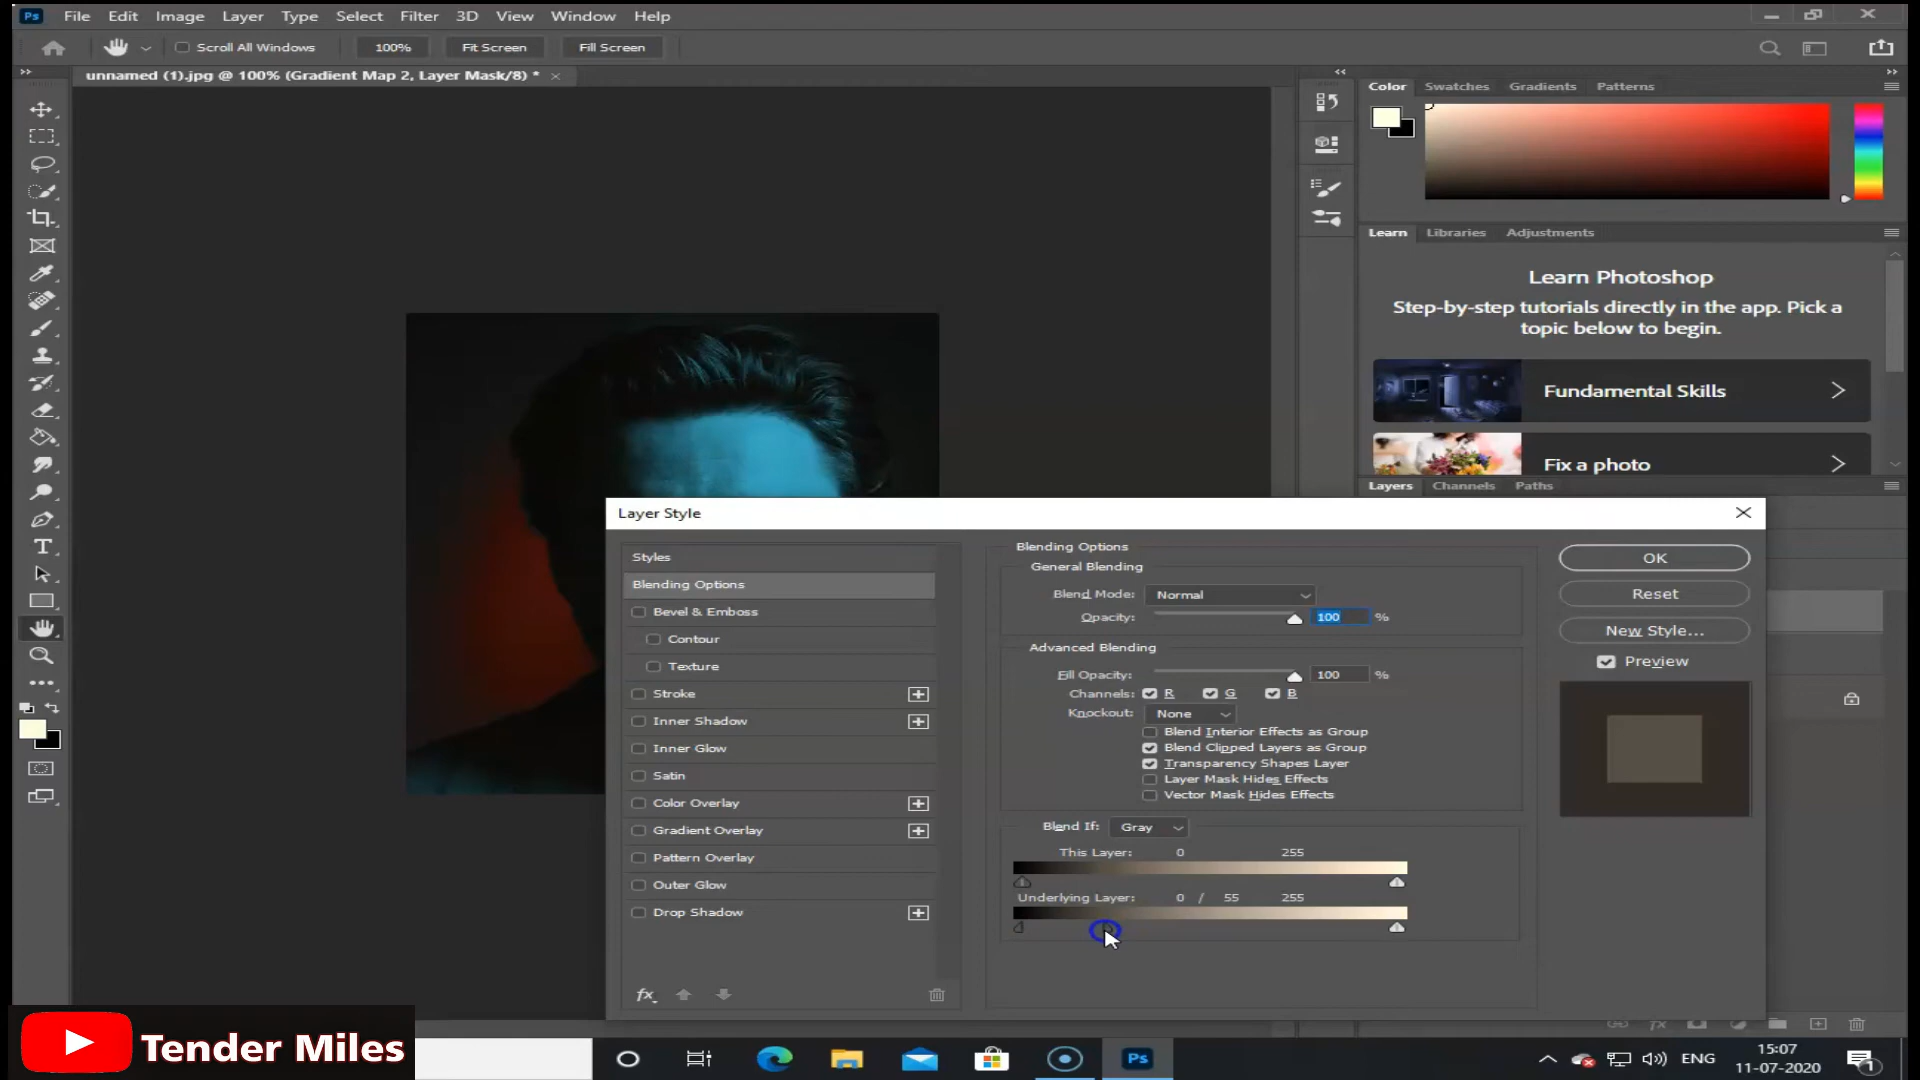 Ps File Edit Image Layer Type Select Filter 3D View Window Help
Scroll All Windows 100% Fit Screen Fill Screen
unnamed (1).jpg @ 100% (Gradient Map 2, Layer Mask/8) *
Color Swatches Gradients Patterns
Learn Libraries Adjustments
Learn Photoshop
Step-by-step tutorials directly in the app. Pick a
topic below to begin.
Fundamental Skills
Fix a photo
Layers Channels Paths
Layer Style
Styles
Blending Options
Bevel & Emboss
Contour
Texture
Stroke
Inner Shadow
Inner Glow
Satin
Color Overlay
Gradient Overlay
Pattern Overlay
Outer Glow
Drop Shadow
fx
Blending Options
General Blending
Blend Mode: Normal
Opacity: 100 %
Advanced Blending
Fill Opacity: 100 %
Channels: R G B
Knockout: None
Blend Interior Effects as Group
Blend Clipped Layers as Group
Transparency Shapes Layer
Layer Mask Hides Effects
Vector Mask Hides Effects
Blend If: Gray
This Layer: 0 255
Underlying Layer: 0 / 55 255
OK
Reset
New Style...
Preview
fx
T
Tender Miles
Ps
ENG
15:07
11-07-2020
1